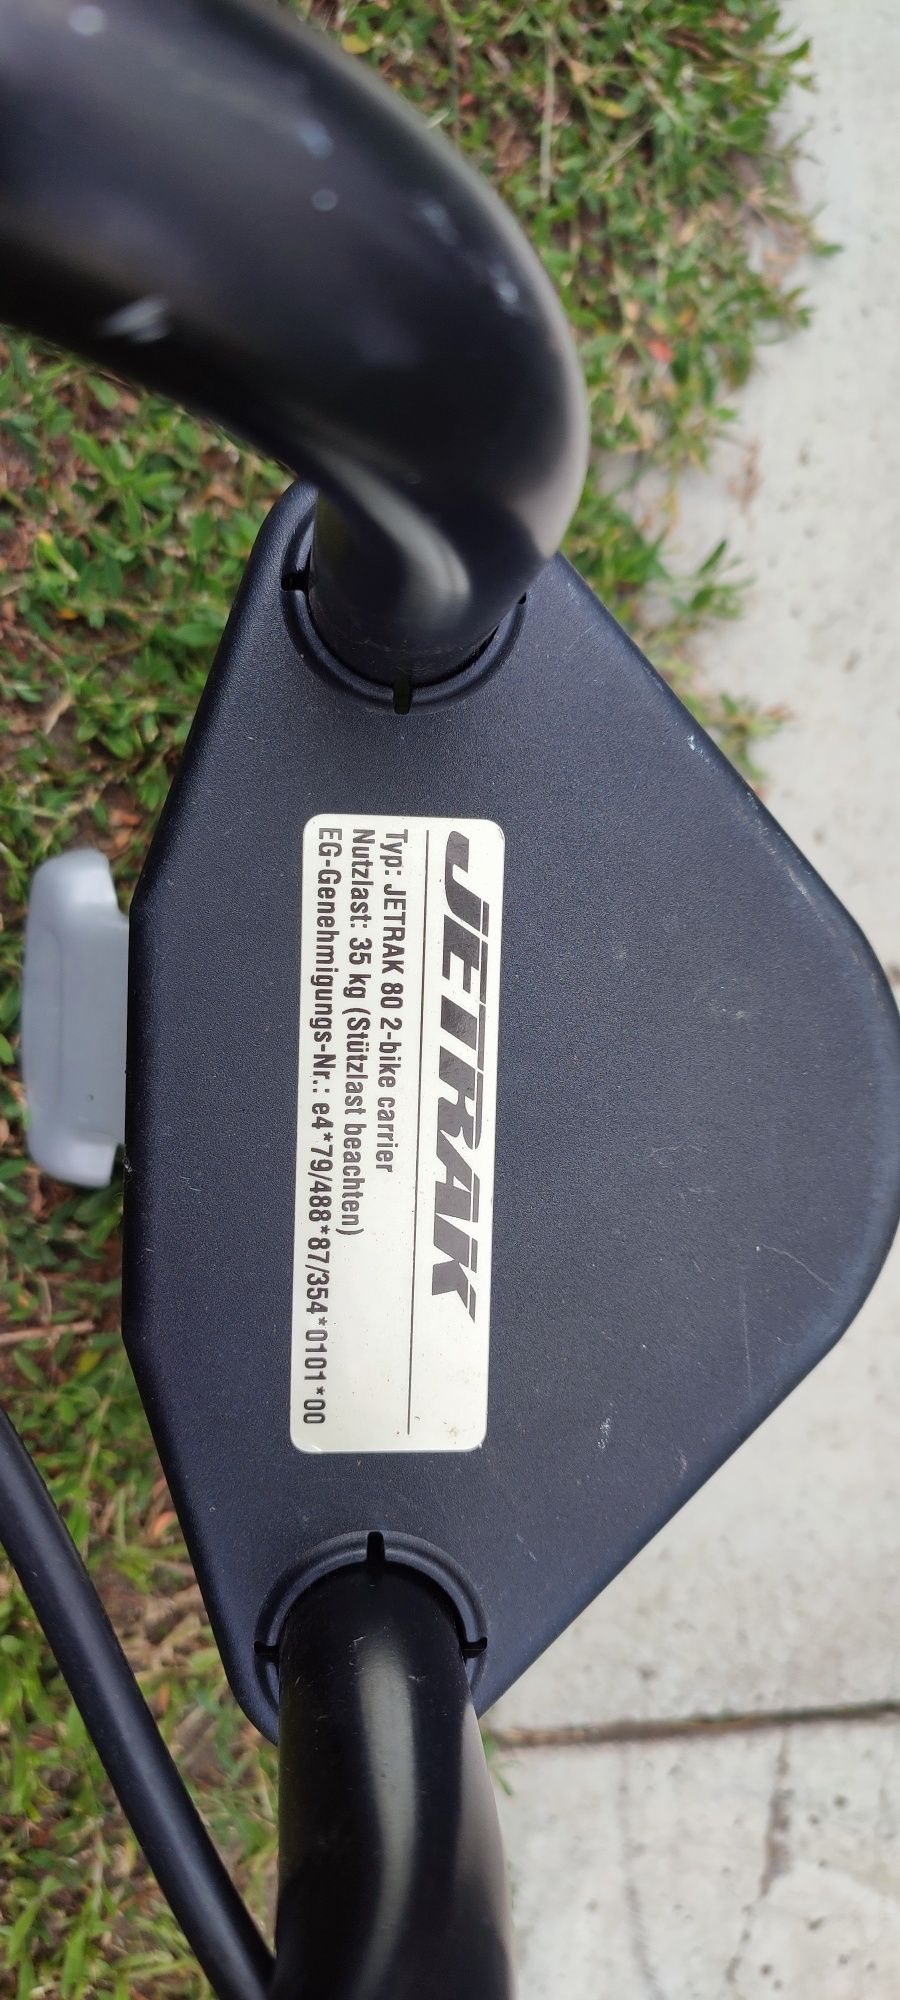 JETRAK
Typ: JETRAK 80 2-bike carrier
Nutzlast: 35 kg (Stützlast beachten)
EG-Genehmigungs-Nr.: e4*79/488*87/354*0101*00